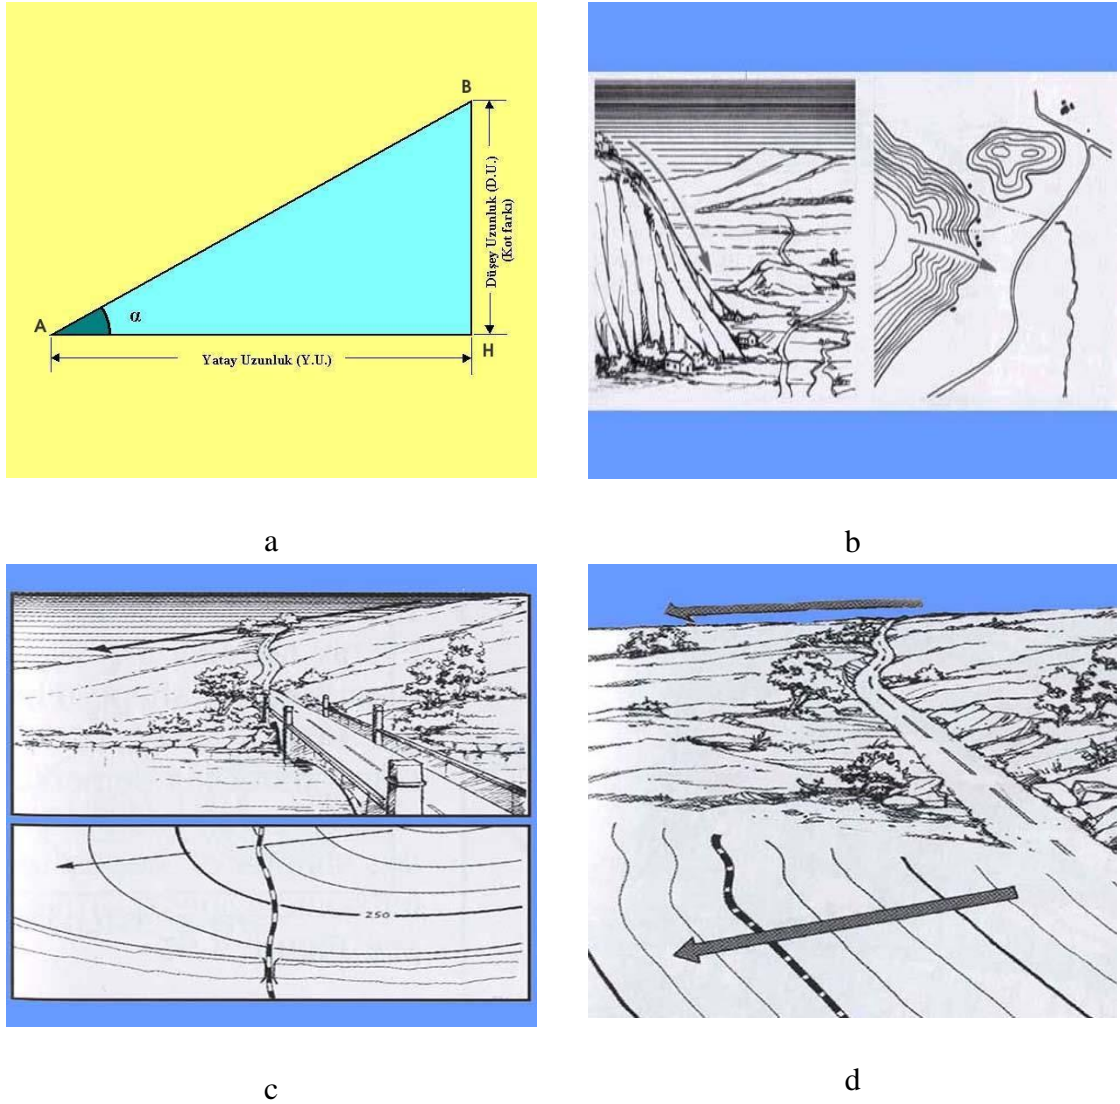 B
Düşey Uzunluk (D.U.)
(Kot farkı)
A
α
H
Yatay Uzunluk (Y.U.)
a
b
250
c
d